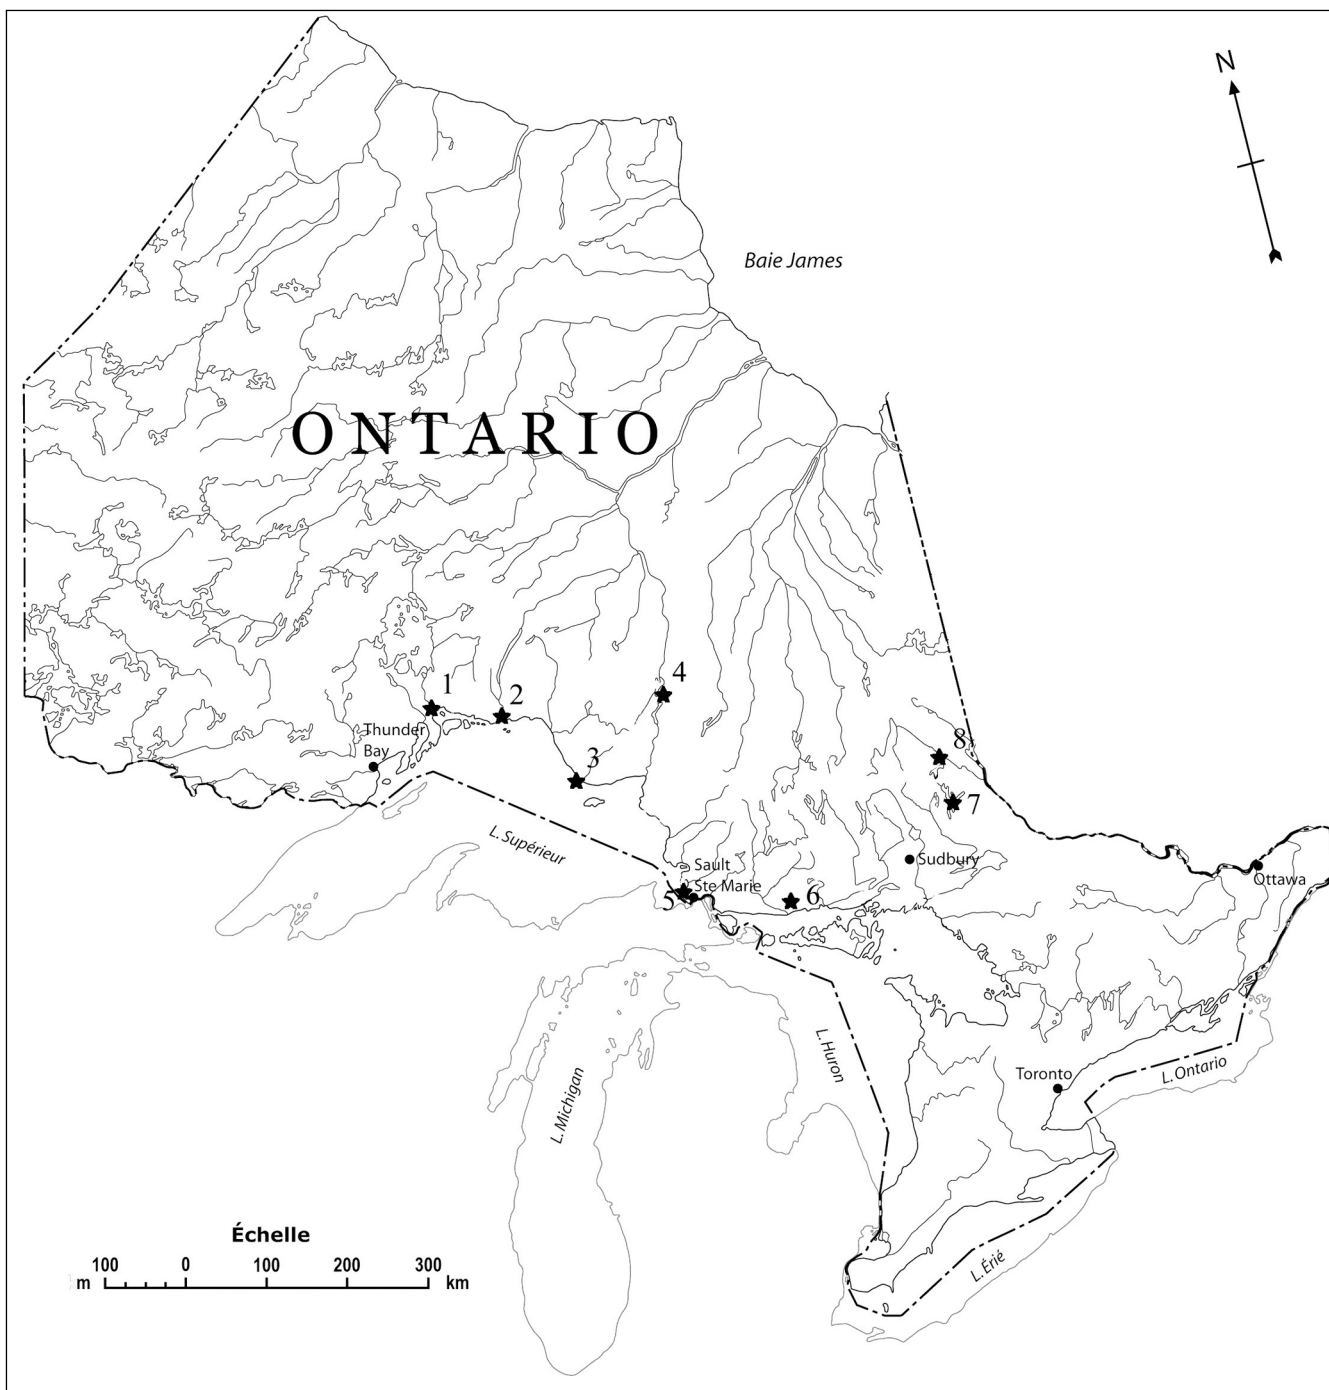 N
Baie James
ONTARIO
4
1
2
Thunder
Bay
8
3
7
L. Supérieur
Sault
Ste Marie
Sudbury
5
6
Ottawa
L. Huron
Toronto
L. Ontario
L. Michigan
Échelle
L. Érié
100 0 100 200 300
m km